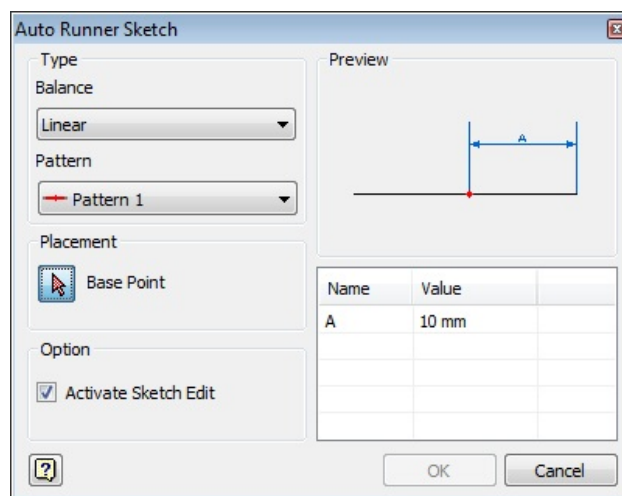 Auto Runner Sketch
Type
Balance
Linear
Pattern
Pattern 1
Placement
Base Point
Option
Activate Sketch Edit
Preview
A
Name Value
A 10 mm
OK Cancel